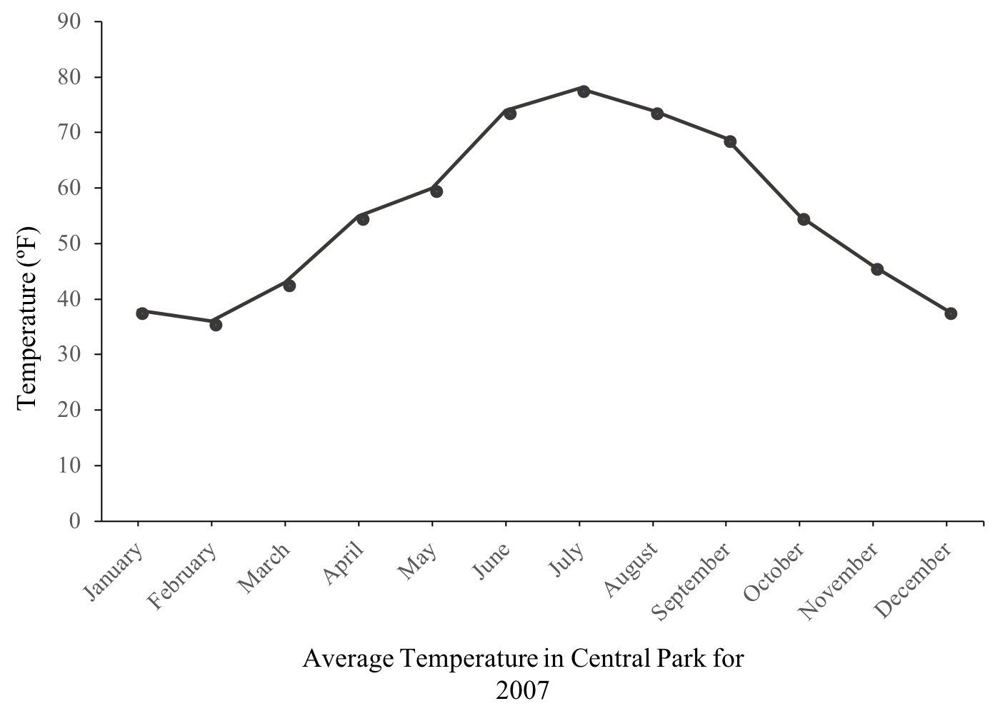 90
80
70
60
50
40
30
20
10
0
Temperature (ºF)
January
February
March
April
May
June
July
August
September
October
November
December
Average Temperature in Central Park for
2007